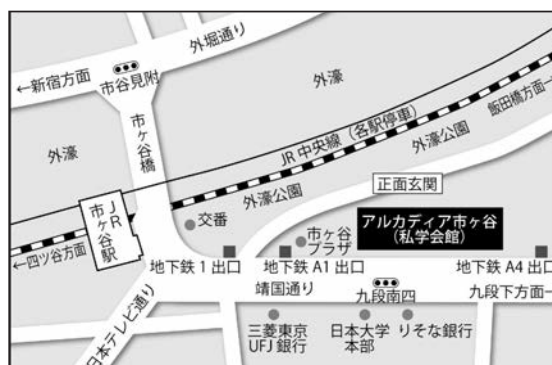 外堀通り
←新宿方面
市谷見附
外濠
飯田橋方面→
市ヶ谷橋
JR中央線（各駅停車）
外濠
外濠公園
正面玄関
外濠公園
JR
市ヶ谷駅
交番
市ヶ谷
プラザ
アルカディア市ヶ谷
（私学会館）
←四ツ谷方面
地下鉄1出口
地下鉄A1出口
地下鉄A4出口
靖国通り
九段南四
九段下方面→
日本テレビ通り
三菱東京
UFJ銀行
日本大学
本部
りそな銀行